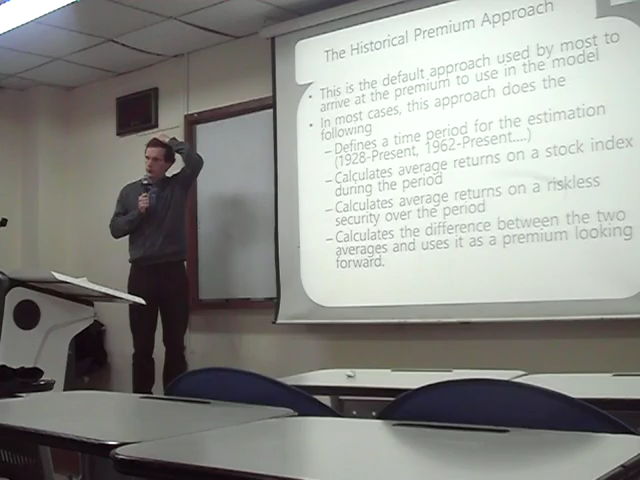 The Historical Premium Approach
• This is the default approach used by most to
arrive at the premium to use in the model
• In most cases, this approach does the
following
– Defines a time period for the estimation
(1928-Present, 1962-Present....)
– Calculates average returns on a stock index
during the period
– Calculates average returns on a riskless
security over the period
– Calculates the difference between the two
averages and uses it as a premium looking
forward.